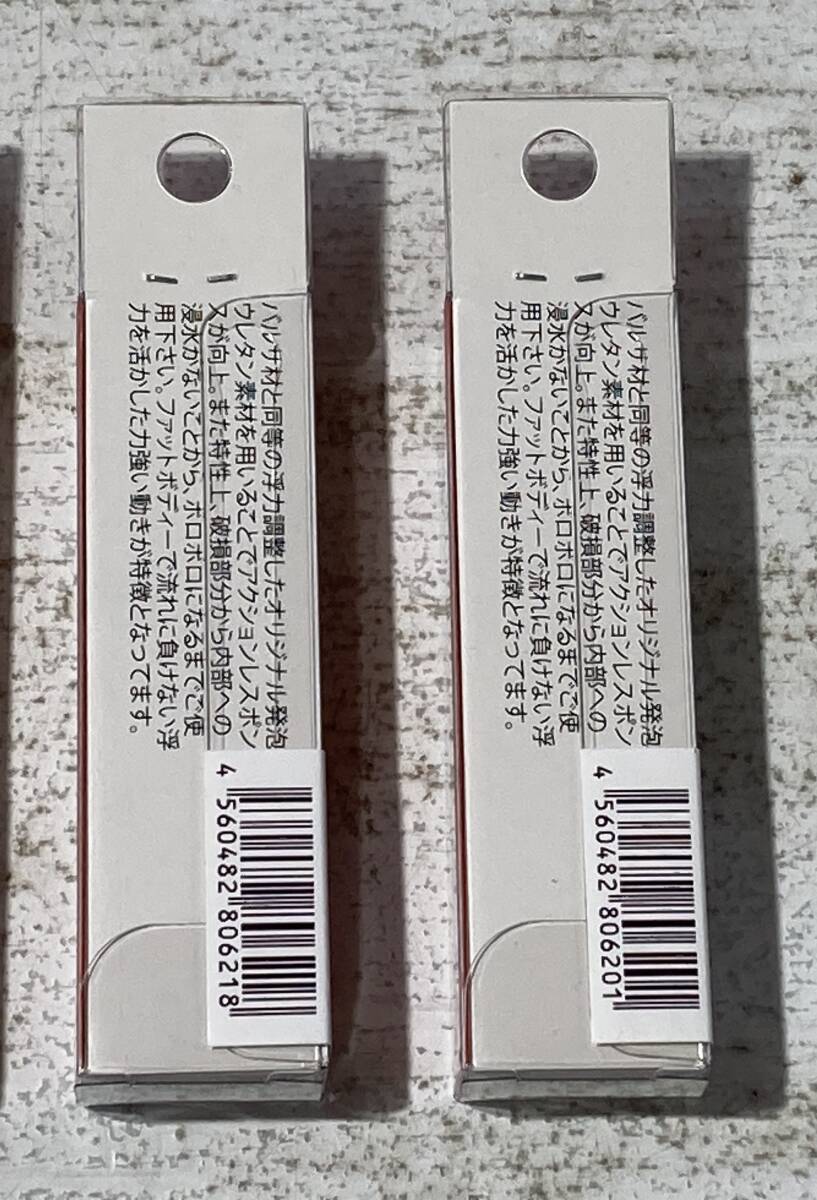 バルサ材と同等の浮力調整したオリジナル発泡
ウレタン素材を用いることでアクションレスポン
スが向上。また特性上、破損部分から内部への
浸水がないことから、ボロボロになるまでご使
用下さい。ファットボディーで流れに負けない浮
力を活かした力強い動きが特徴となってます。
4 560482 806218
バルサ材と同等の浮力調整したオリジナル発泡
ウレタン素材を用いることでアクションレスポン
スが向上。また特性上、破損部分から内部への
浸水がないことから、ボロボロになるまでご使
用下さい。ファットボディーで流れに負けない浮
力を活かした力強い動きが特徴となってます。
4 560482 806201